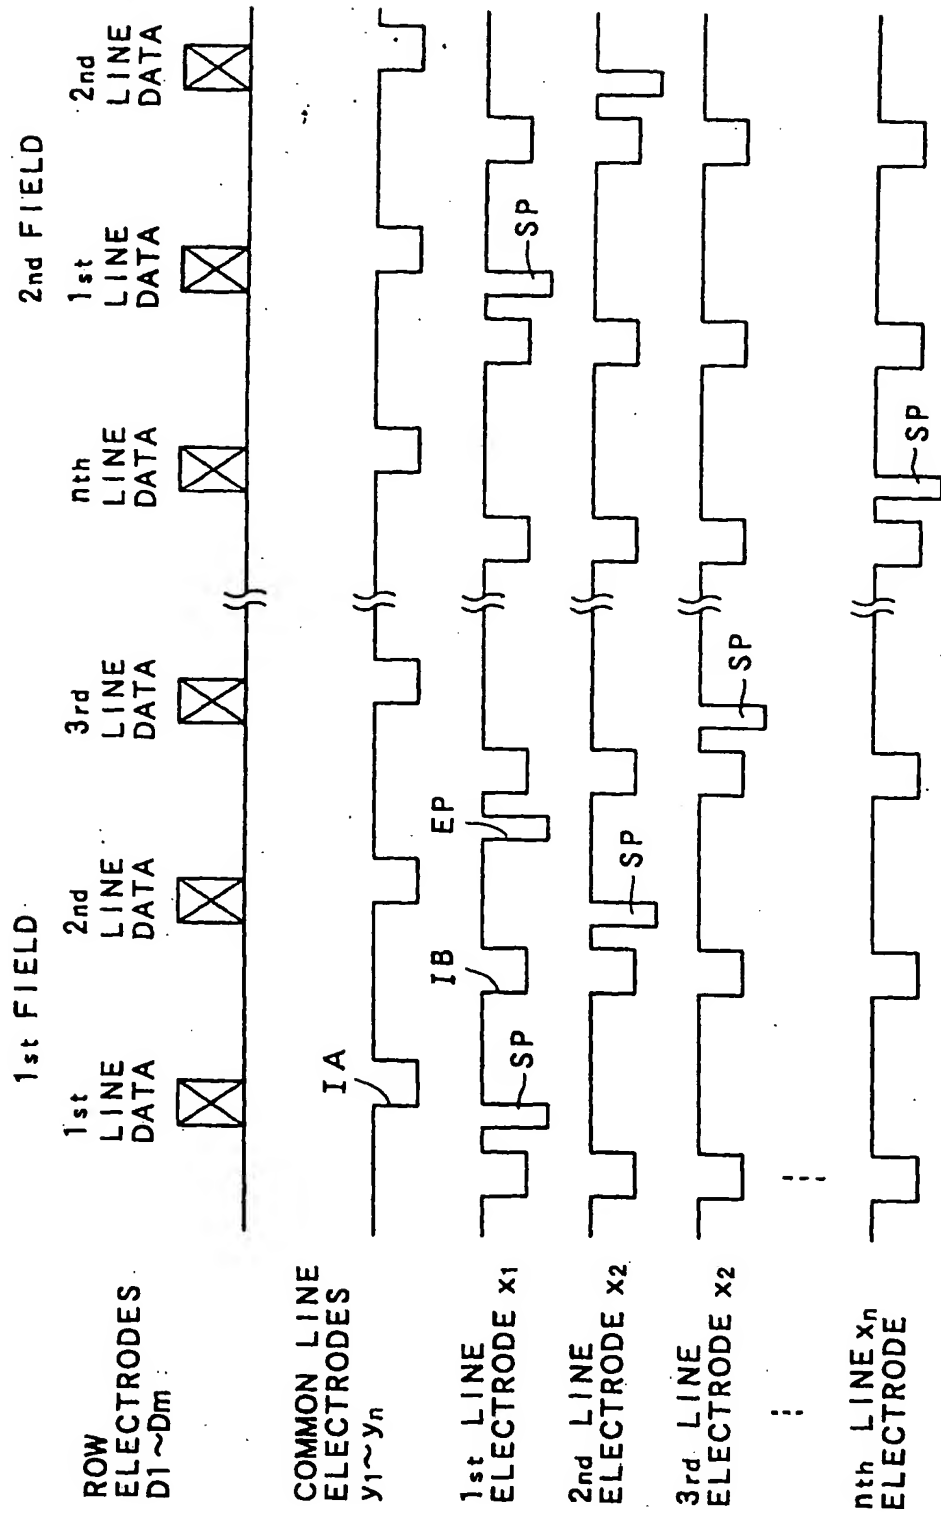 1st FIELD
2nd FIELD
1st
LINE
DATA
2nd
LINE
DATA
3rd
LINE
DATA
nth
LINE
DATA
1st
LINE
DATA
2nd
LINE
DATA
ROW
ELECTRODES
D1~Dm
COMMON LINE
ELECTRODES
y1~yn
IA
1st LINE
ELECTRODE x1
SP
IB
EP
SP
2nd LINE
ELECTRODE x2
SP
3rd LINE
ELECTRODE x2
SP
nth LINE xn
ELECTRODE
SP